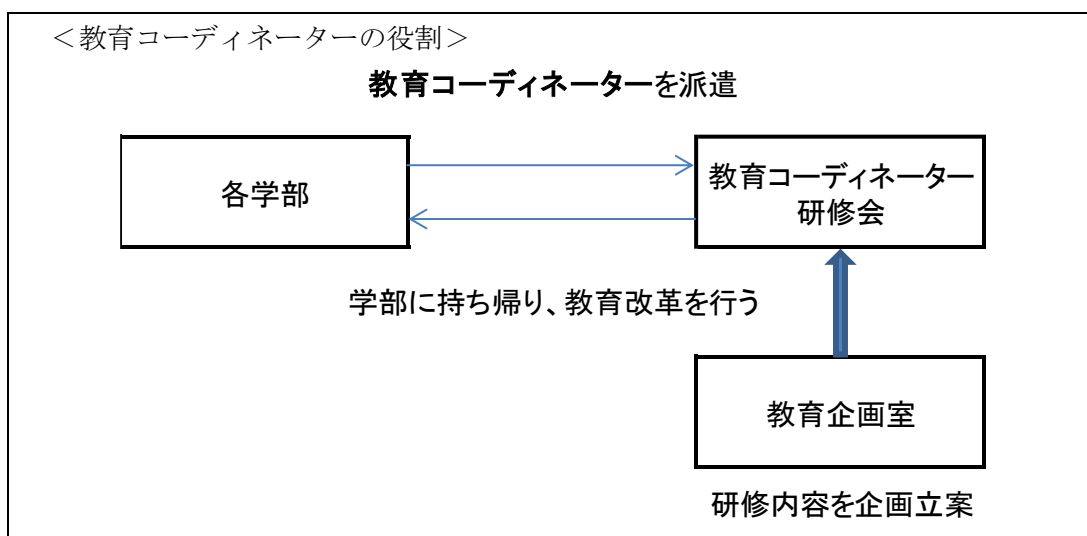 ＜教育コーディネーターの役割＞
教育コーディネーターを派遣
各学部
教育コーディネーター
研修会
学部に持ち帰り、教育改革を行う
教育企画室
研修内容を企画立案